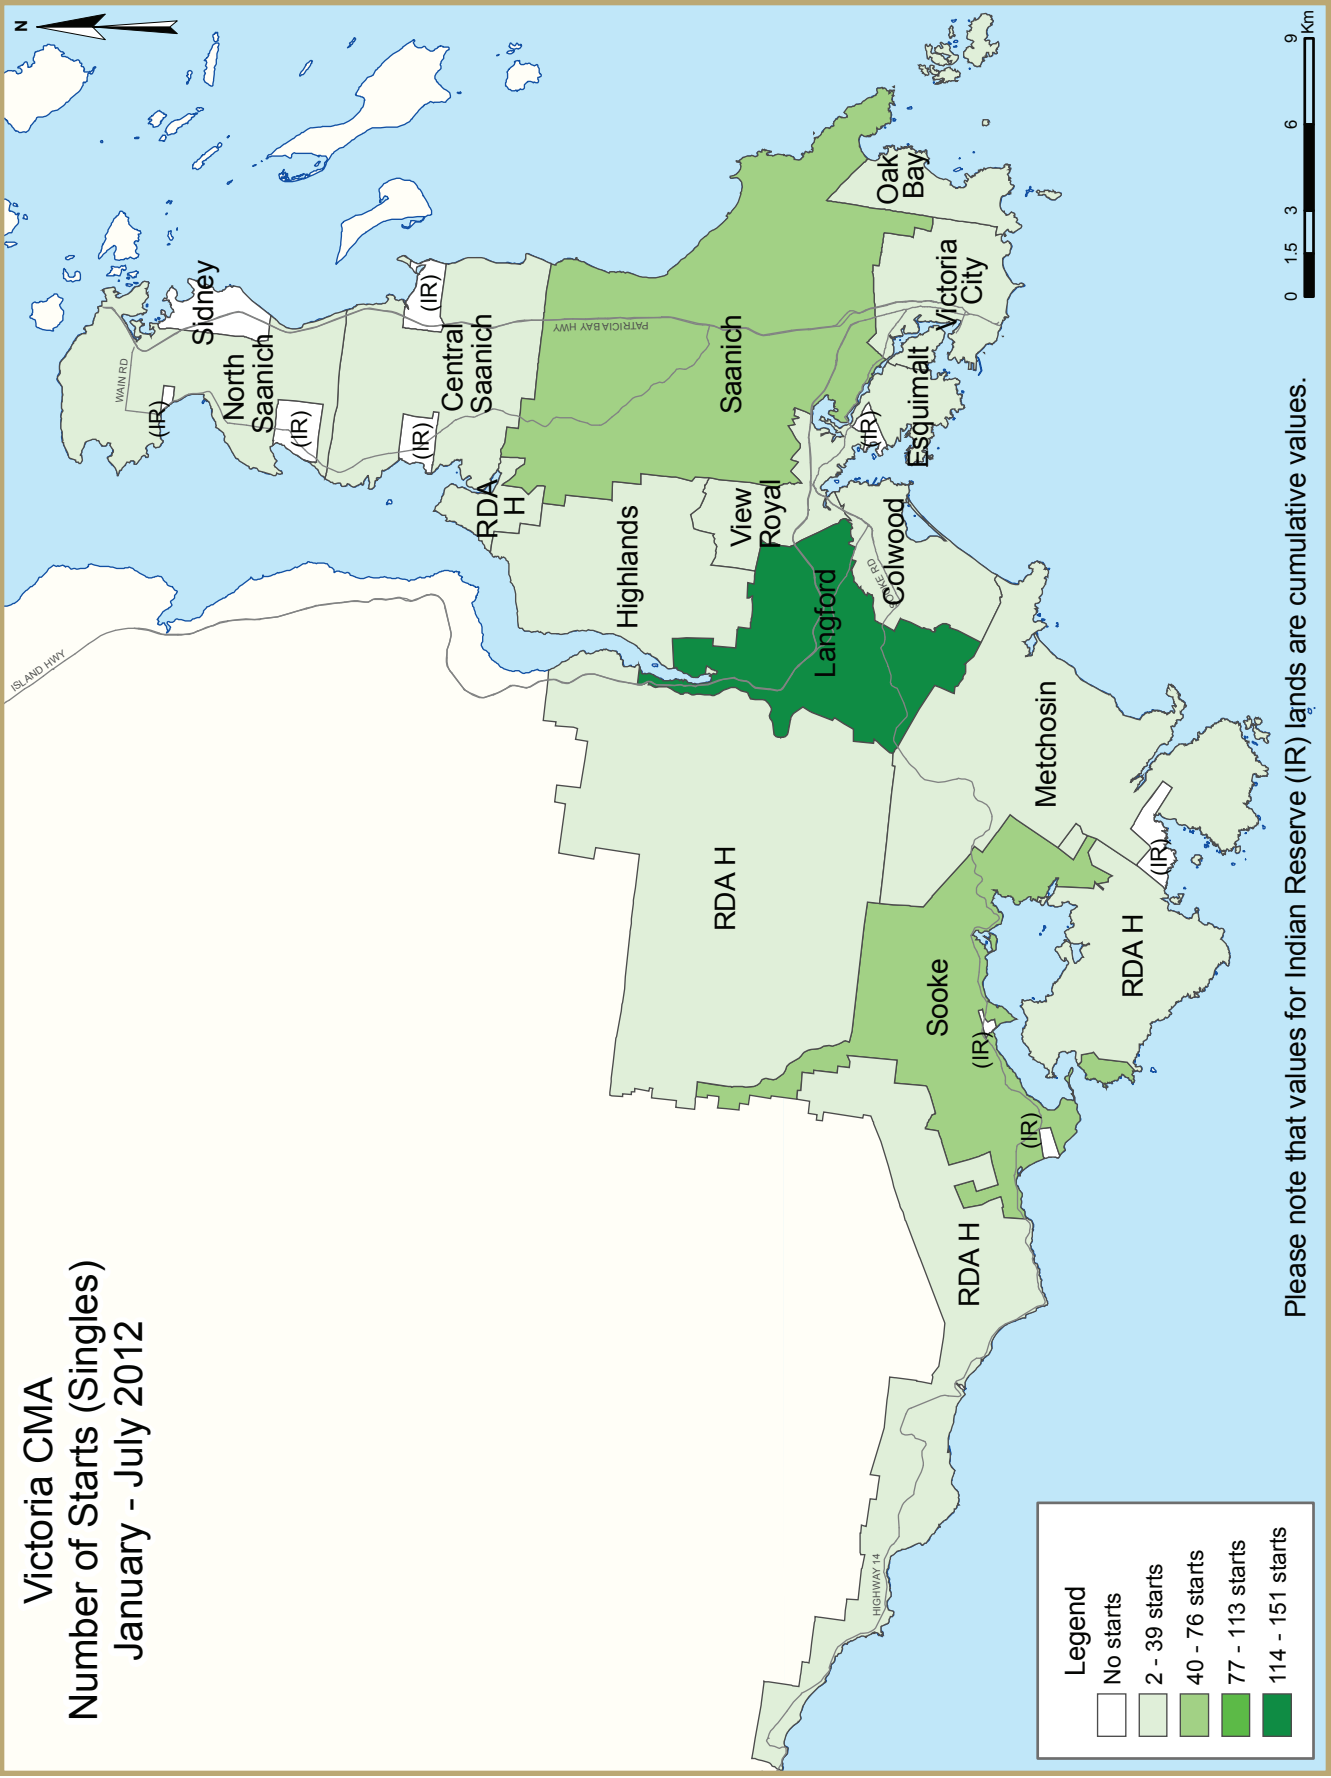 Victoria CMA
Number of Starts (Singles)
January - July 2012
N
ISLAND HWY
WAIN RD
Sidney
North
Saanich
(IR)
(IR)
(IR)
(IR)
Central
Saanich
PATRICIA BAY HWY
Saanich
RDA
H
Highlands
View
Royal
Langford
SOOKE RD
Colwood
(IR)
Esquimalt
Victoria
City
Oak
Bay
Metchosin
(IR)
RDA H
RDA H
Sooke
(IR)
(IR)
RDA H
HIGHWAY 14
Legend
No starts
2 - 39 starts
40 - 76 starts
77 - 113 starts
114 - 151 starts
0 1.5 3 6 9
Km
Please note that values for Indian Reserve (IR) lands are cumulative values.